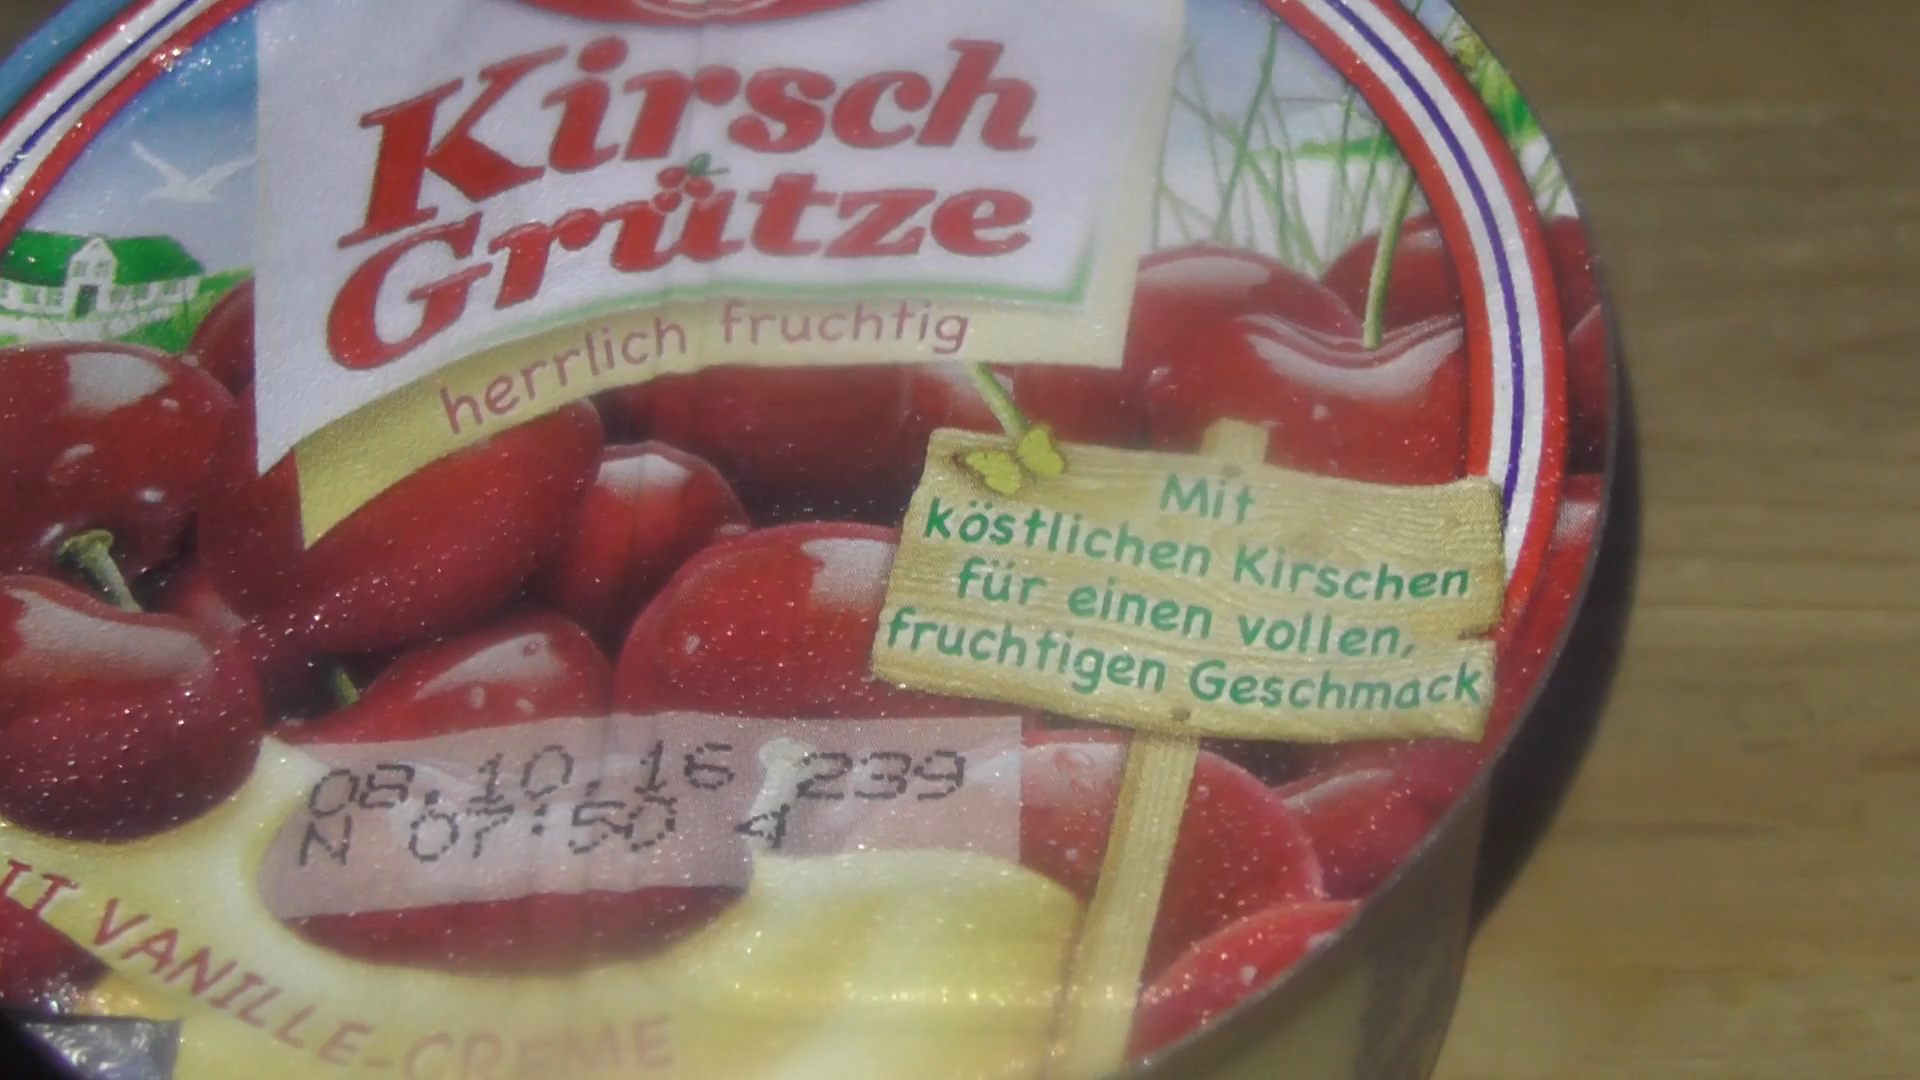 Kirsch
Grütze
herrlich fruchtig
Mit
köstlichen Kirschen
für einen vollen,
fruchtigen Geschmack
08.10.16 239
N 07:50 4
IT VANILLE-CREME